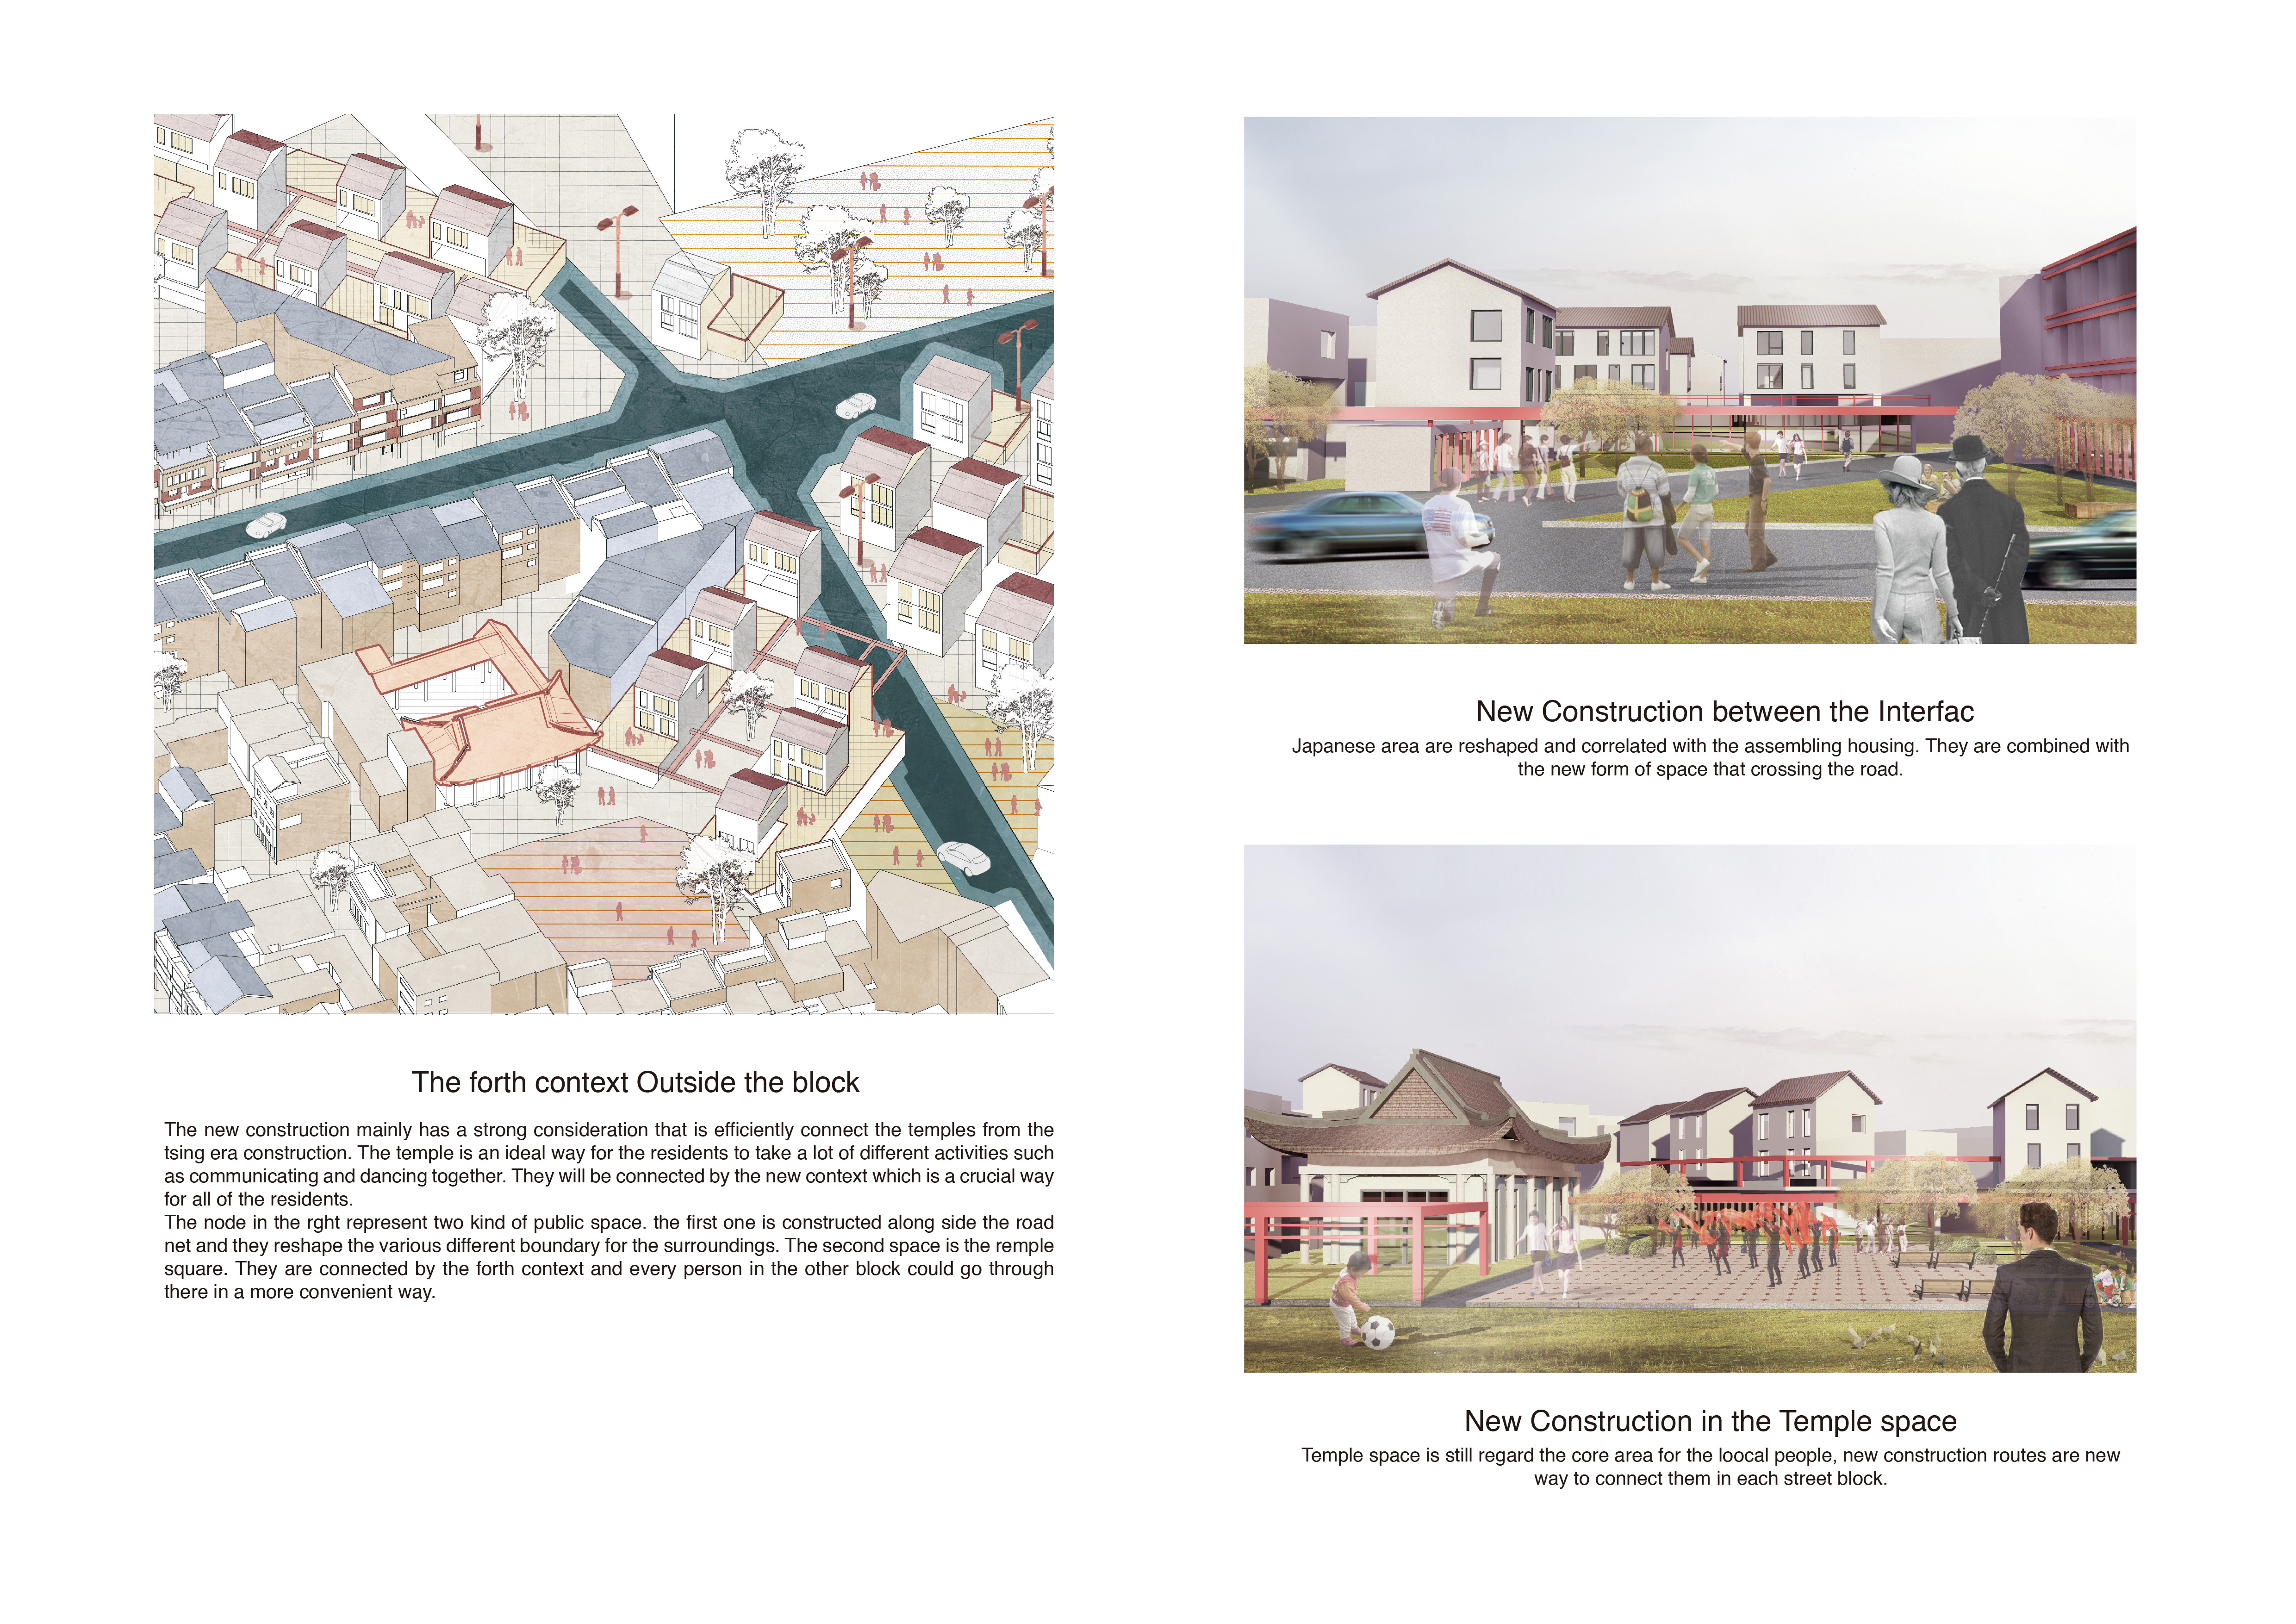 The forth context Outside the block
The new construction mainly has a strong consideration that is efficiently connect the temples from the
tsing era construction. The temple is an ideal way for the residents to take a lot of different activities such
as communicating and dancing together. They will be connected by the new context which is a crucial way
for all of the residents.
The node in the rght represent two kind of public space. the first one is constructed along side the road
net and they reshape the various different boundary for the surroundings. The second space is the remple
square. They are connected by the forth context and every person in the other block could go through
there in a more convenient way.
New Construction between the Interfac
Japanese area are reshaped and correlated with the assembling housing. They are combined with
the new form of space that crossing the road.
New Construction in the Temple space
Temple space is still regard the core area for the loocal people, new construction routes are new
way to connect them in each street block.